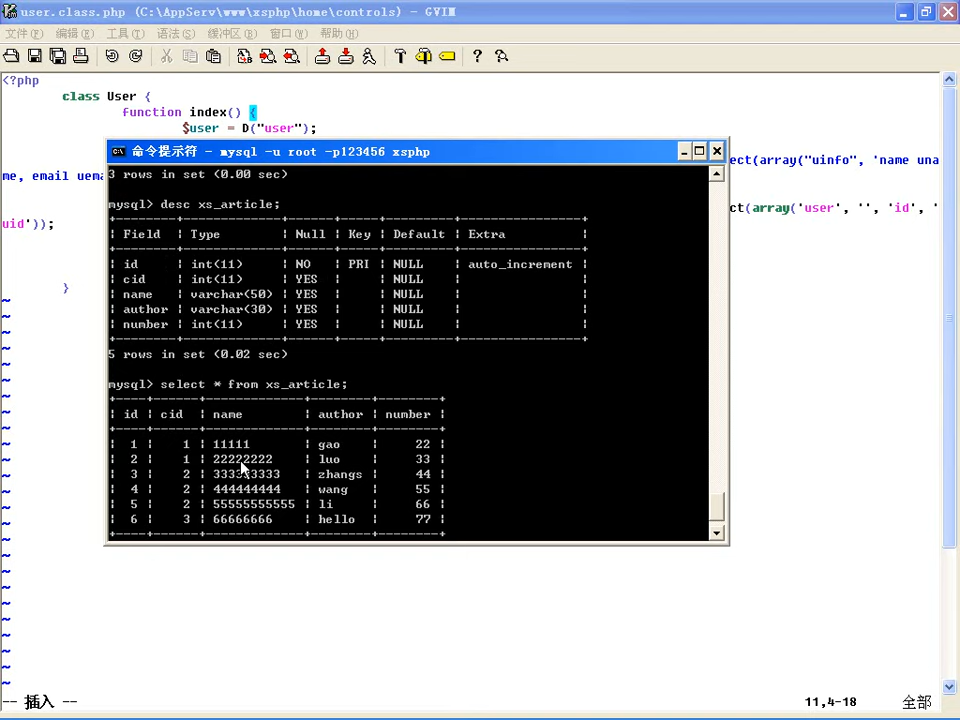 user.class.php (C:\AppServ\www\xsphp\home\controls) - GVIM
文件(F) 编辑(E) 工具(T) 语法(S) 缓冲区(B) 窗口(W) 帮助(H)
<?php
class User {
function index() {
$user = D("user");
ect(array("uinfo", 'name una
me, email uema
ct(array('user', '', 'id', '
uid'));
}
命令提示符 - mysql -u root -p123456 xsphp
3 rows in set (0.00 sec)
mysql> desc xs_article;
+----+----+----+----+----+----+
| Field | Type | Null | Key | Default | Extra |
| id | int(11) | NO | PRI | NULL | auto_increment |
| cid | int(11) | YES | | NULL | |
| name | varchar(50) | YES | | NULL | |
| author | varchar(30) | YES | | NULL | |
| number | int(11) | YES | | NULL | |
5 rows in set (0.02 sec)
mysql> select * from xs_article;
| id | cid | name | author | number |
| 1 | 1 | 11111 | gao | 22 |
| 2 | 1 | 22222222 | luo | 33 |
| 3 | 2 | 333333333 | zhangs | 44 |
| 4 | 2 | 444444444 | wang | 55 |
| 5 | 2 | 55555555555 | li | 66 |
| 6 | 3 | 66666666 | hello | 77 |
-- 插入 --
11,4-18
全部